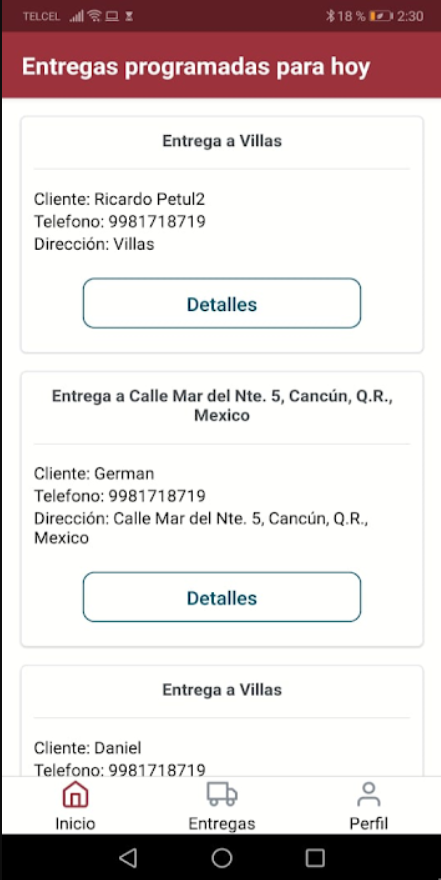 TELCEL 18 % 2:30
Entregas programadas para hoy
Entrega a Villas
Cliente: Ricardo Petul2
Telefono: 9981718719
Dirección: Villas
Detalles
Entrega a Calle Mar del Nte. 5, Cancún, Q.R.,
Mexico
Cliente: German
Telefono: 9981718719
Dirección: Calle Mar del Nte. 5, Cancún, Q.R.,
Mexico
Detalles
Entrega a Villas
Cliente: Daniel
Telefono: 9981718719
Inicio Entregas Perfil